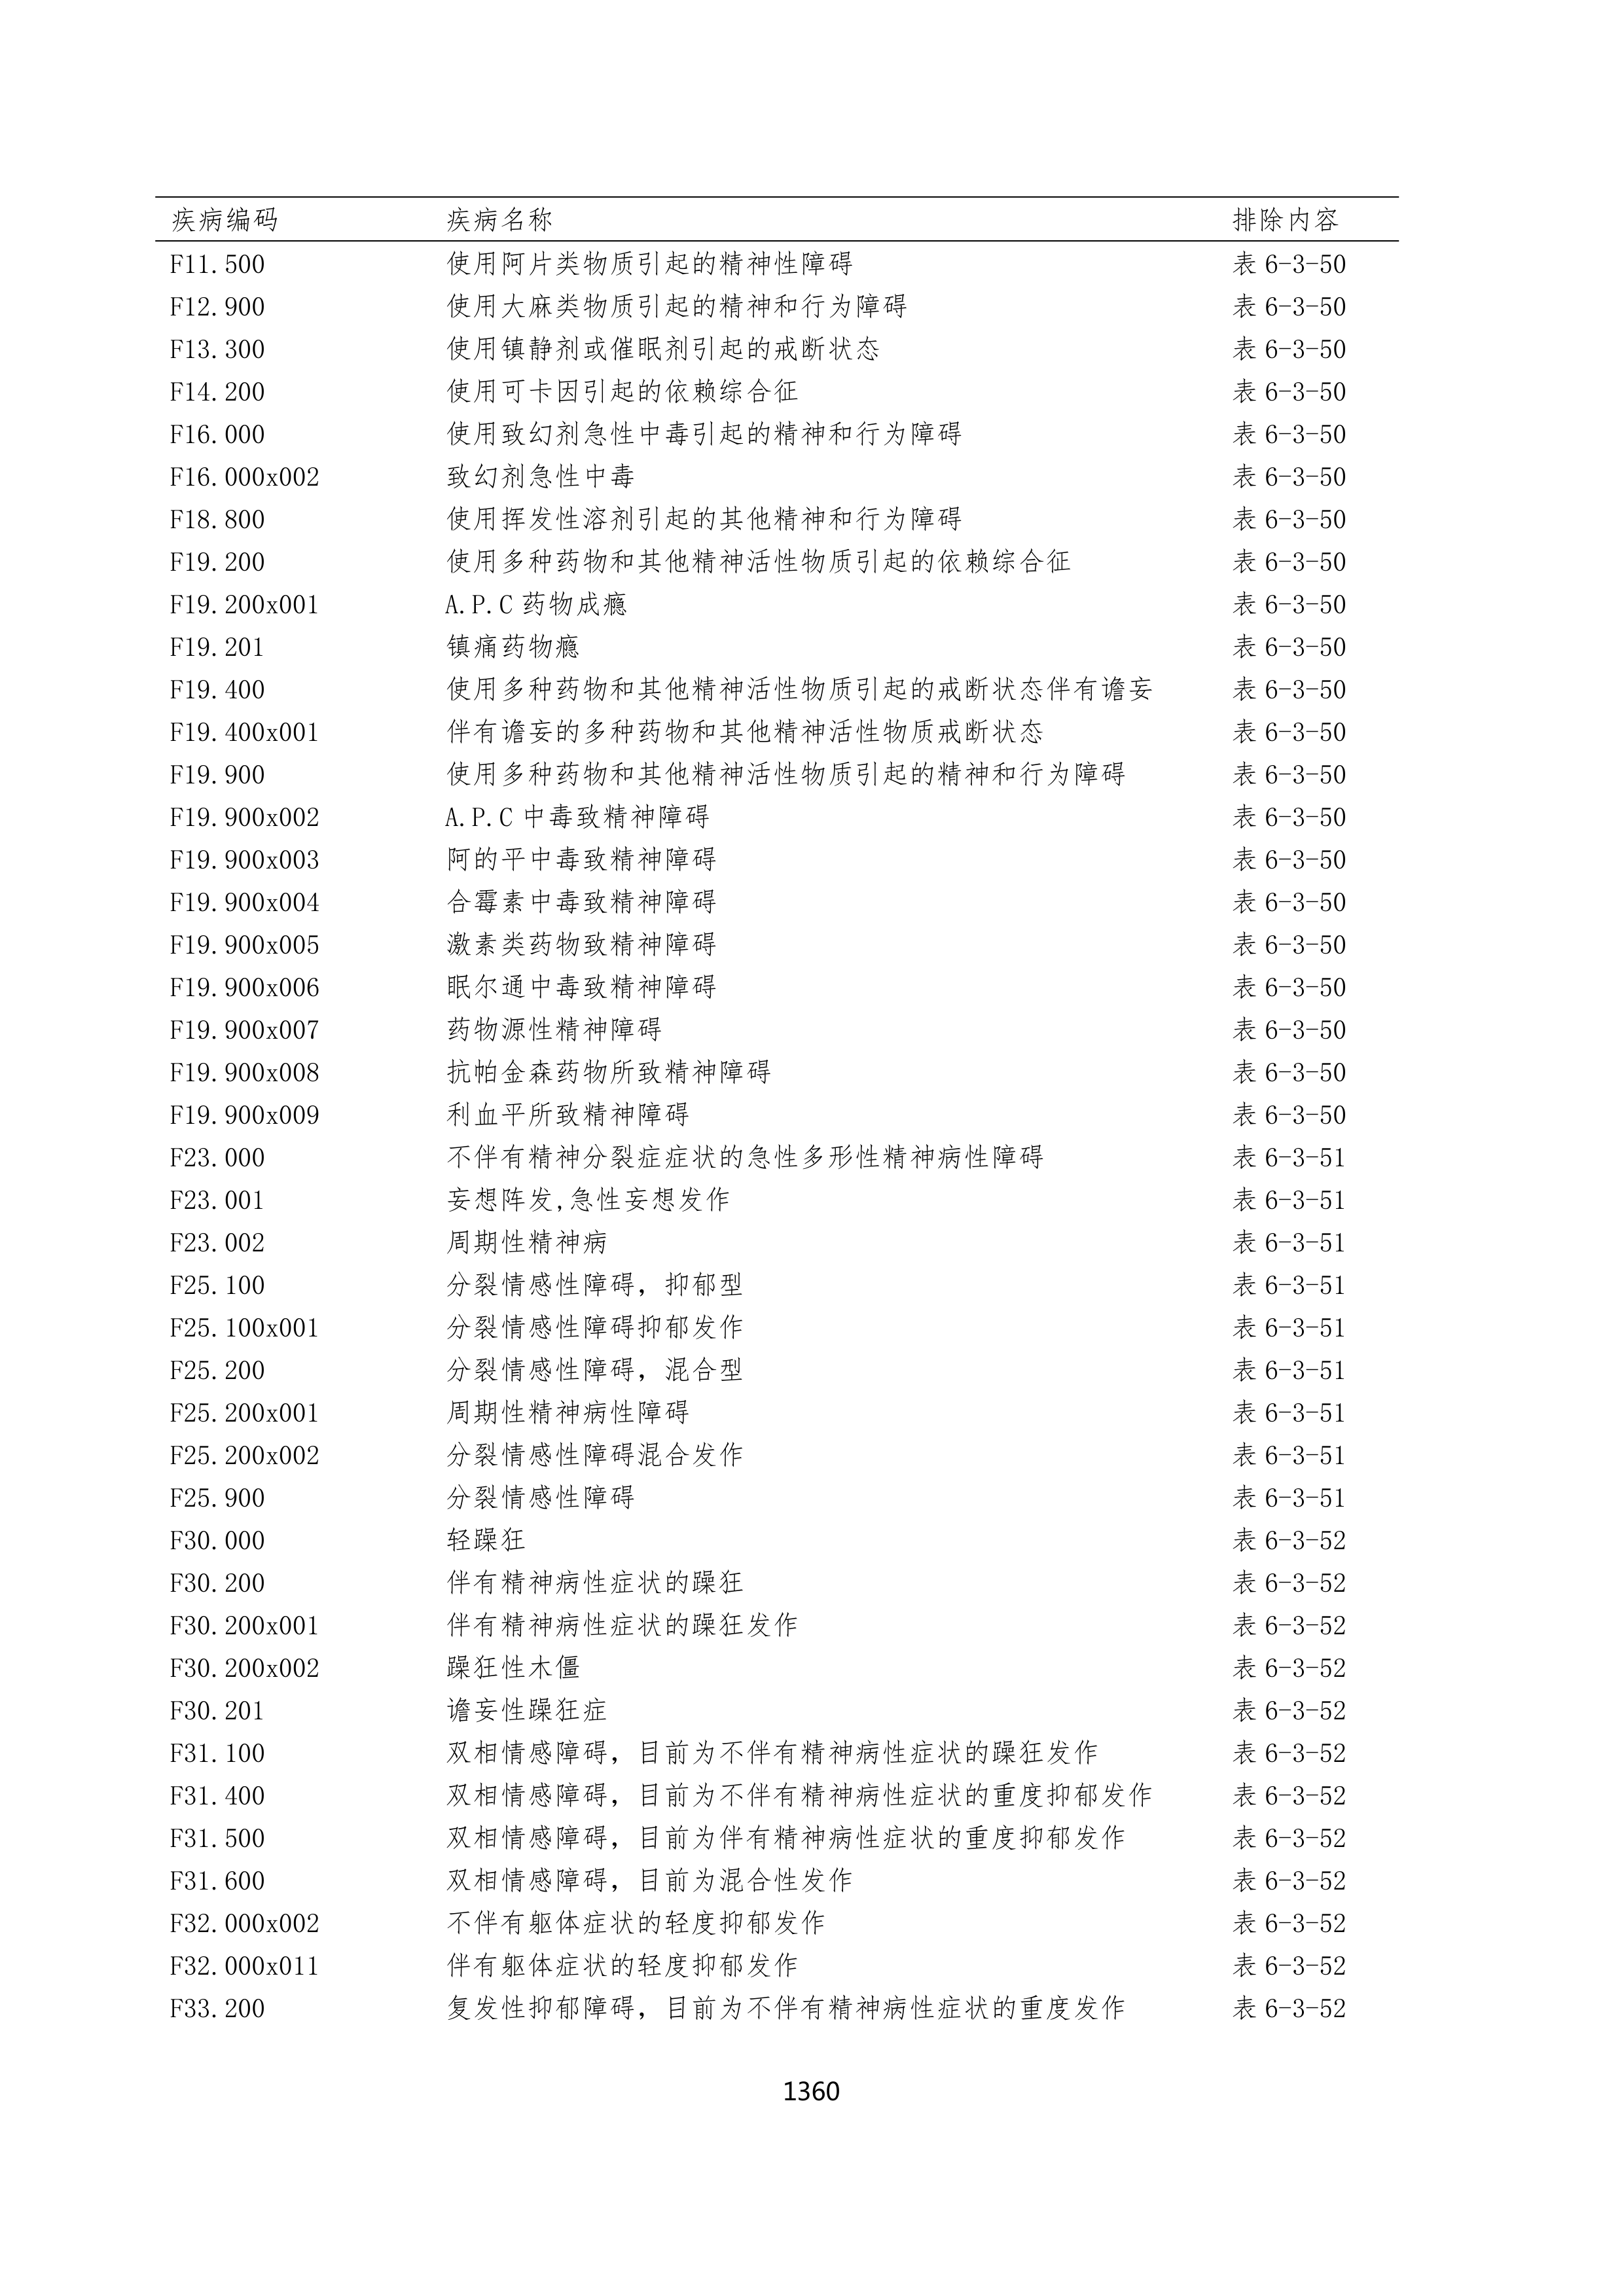 疾病编码 疾病名称 排除内容
F11.500 使用阿片类物质引起的精神性障碍 表 6-3-50
F12.900 使用大麻类物质引起的精神和行为障碍 表 6-3-50
F13.300 使用镇静剂或催眠剂引起的戒断状态 表 6-3-50
F14.200 使用可卡因引起的依赖综合征 表 6-3-50
F16.000 使用致幻剂急性中毒引起的精神和行为障碍 表 6-3-50
F16.000x002 致幻剂急性中毒 表 6-3-50
F18.800 使用挥发性溶剂引起的其他精神和行为障碍 表 6-3-50
F19.200 使用多种药物和其他精神活性物质引起的依赖综合征 表 6-3-50
F19.200x001 A.P.C 药物成瘾 表 6-3-50
F19.201 镇痛药物瘾 表 6-3-50
F19.400 使用多种药物和其他精神活性物质引起的戒断状态伴有谵妄 表 6-3-50
F19.400x001 伴有谵妄的多种药物和其他精神活性物质戒断状态 表 6-3-50
F19.900 使用多种药物和其他精神活性物质引起的精神和行为障碍 表 6-3-50
F19.900x002 A.P.C 中毒致精神障碍 表 6-3-50
F19.900x003 阿的平中毒致精神障碍 表 6-3-50
F19.900x004 合霉素中毒致精神障碍 表 6-3-50
F19.900x005 激素类药物致精神障碍 表 6-3-50
F19.900x006 眠尔通中毒致精神障碍 表 6-3-50
F19.900x007 药物源性精神障碍 表 6-3-50
F19.900x008 抗帕金森药物所致精神障碍 表 6-3-50
F19.900x009 利血平所致精神障碍 表 6-3-50
F23.000 不伴有精神分裂症症状的急性多形性精神病性障碍 表 6-3-51
F23.001 妄想阵发,急性妄想发作 表 6-3-51
F23.002 周期性精神病 表 6-3-51
F25.100 分裂情感性障碍，抑郁型 表 6-3-51
F25.100x001 分裂情感性障碍抑郁发作 表 6-3-51
F25.200 分裂情感性障碍，混合型 表 6-3-51
F25.200x001 周期性精神病性障碍 表 6-3-51
F25.200x002 分裂情感性障碍混合发作 表 6-3-51
F25.900 分裂情感性障碍 表 6-3-51
F30.000 轻躁狂 表 6-3-52
F30.200 伴有精神病性症状的躁狂 表 6-3-52
F30.200x001 伴有精神病性症状的躁狂发作 表 6-3-52
F30.200x002 躁狂性木僵 表 6-3-52
F30.201 谵妄性躁狂症 表 6-3-52
F31.100 双相情感障碍，目前为不伴有精神病性症状的躁狂发作 表 6-3-52
F31.400 双相情感障碍，目前为不伴有精神病性症状的重度抑郁发作 表 6-3-52
F31.500 双相情感障碍，目前为伴有精神病性症状的重度抑郁发作 表 6-3-52
F31.600 双相情感障碍，目前为混合性发作 表 6-3-52
F32.000x002 不伴有躯体症状的轻度抑郁发作 表 6-3-52
F32.000x011 伴有躯体症状的轻度抑郁发作 表 6-3-52
F33.200 复发性抑郁障碍，目前为不伴有精神病性症状的重度发作 表 6-3-52
1360